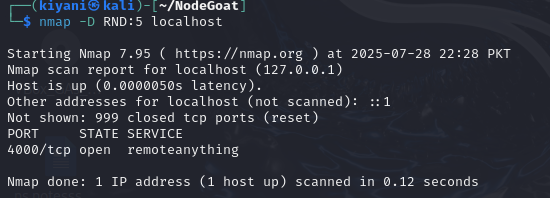 ┌──(kiyani㉿kali)-[~/NodeGoat]
└─$ nmap -D RND:5 localhost
Starting Nmap 7.95 ( https://nmap.org ) at 2025-07-28 22:28 PKT
Nmap scan report for localhost (127.0.0.1)
Host is up (0.0000050s latency).
Other addresses for localhost (not scanned): ::1
Not shown: 999 closed tcp ports (reset)
PORT     STATE SERVICE
4000/tcp open  remoteanything
Nmap done: 1 IP address (1 host up) scanned in 0.12 seconds